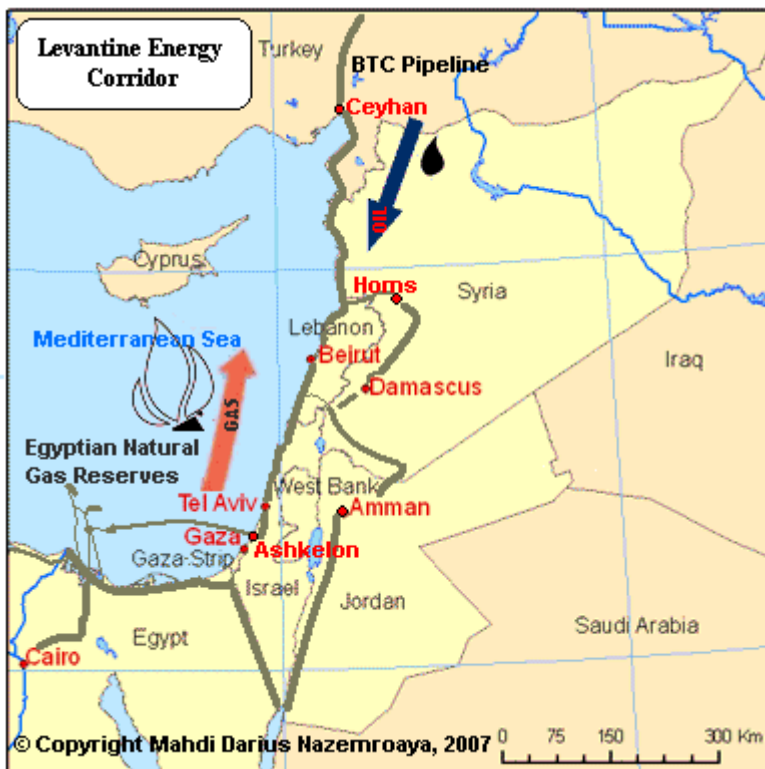 Levantine Energy
Corridor
Turkey
BTC Pipeline
Ceyhan
OIL
Cyprus
Homs
Syria
Mediterranean Sea
Lebanon
Beirut
Iraq
Damascus
GAS
Egyptian Natural
Gas Reserves
Tel Aviv
West Bank
Amman
Gaza
Ashkelon
Gaza-Strip
Israel
Jordan
Egypt
Saudi Arabia
Cairo
© Copyright Mahdi Darius Nazemroaya, 2007
0 75 150 300 Km